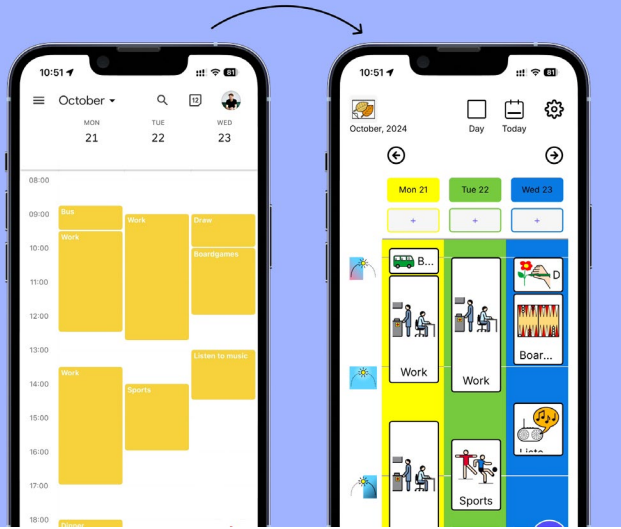 10:51
81
October
12
MON
TUE
WED
21
22
23
08:00
09:00
10:00
11:00
12:00
13:00
14:00
15:00
16:00
17:00
18:00
Bus
Work
Work
Draw
Boardgames
Listen to music
Work
Sports
Dinner
10:51
81
October, 2024
Day
Today
Mon 21
Tue 22
Wed 23
+
+
+
B...
D
Work
Work
Boar...
Sports